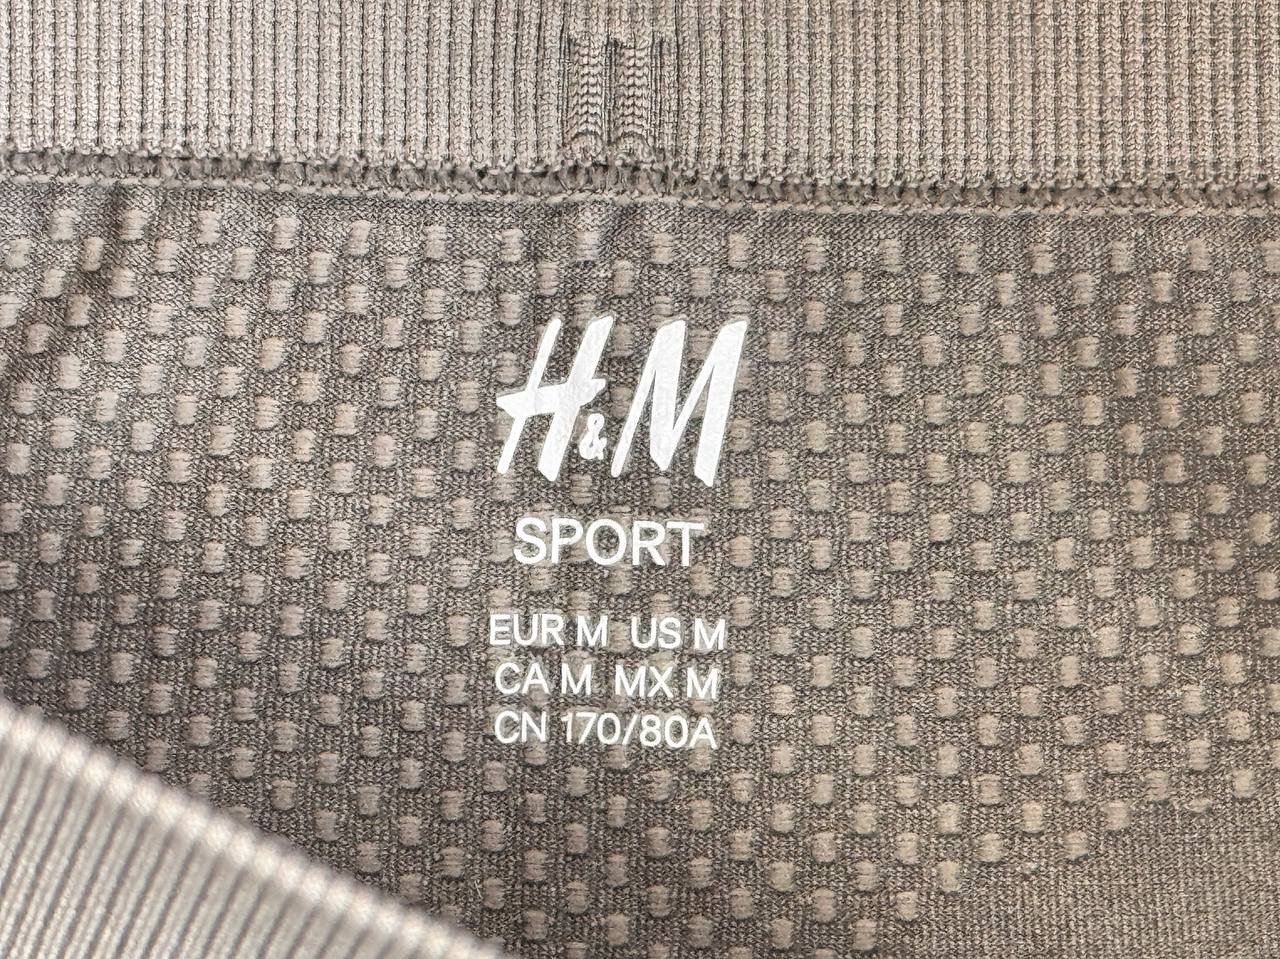 H&M
SPORT
EUR M US M
CA M MX M
CN 170/80A